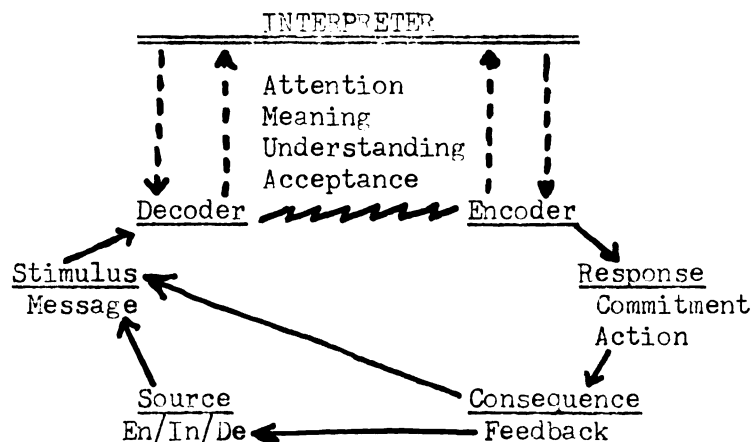 INTERPRETER
Attention
Meaning
Understanding
Acceptance
Decoder
Encoder
Stimulus
Message
Response
Commitment
Action
Source
En/In/De
Consequence
Feedback